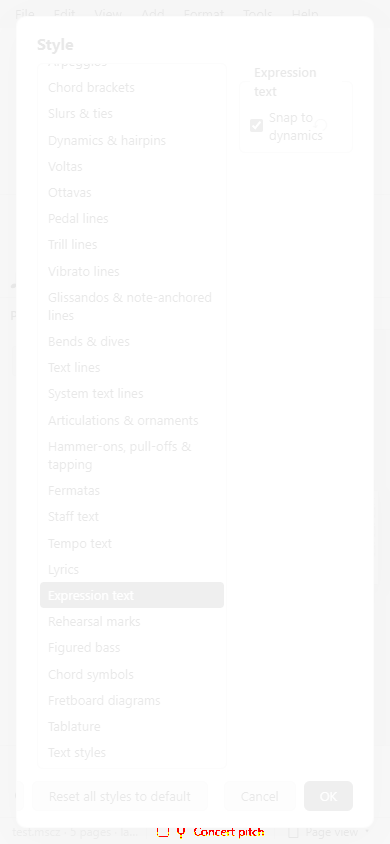 File Edit View Add Format Tools Help
Style
Arpeggios
Chord brackets
Slurs & ties
Dynamics & hairpins
Voltas
Ottavas
Pedal lines
Trill lines
Vibrato lines
Glissandos & note-anchored
lines
Bends & dives
Text lines
System text lines
Articulations & ornaments
Hammer-ons, pull-offs &
tapping
Fermatas
Staff text
Tempo text
Lyrics
Expression text
Rehearsal marks
Figured bass
Chord symbols
Fretboard diagrams
Tablature
Text styles
Expression
text
Snap to
dynamics
Reset all styles to default Cancel OK
Concert pitch Page view